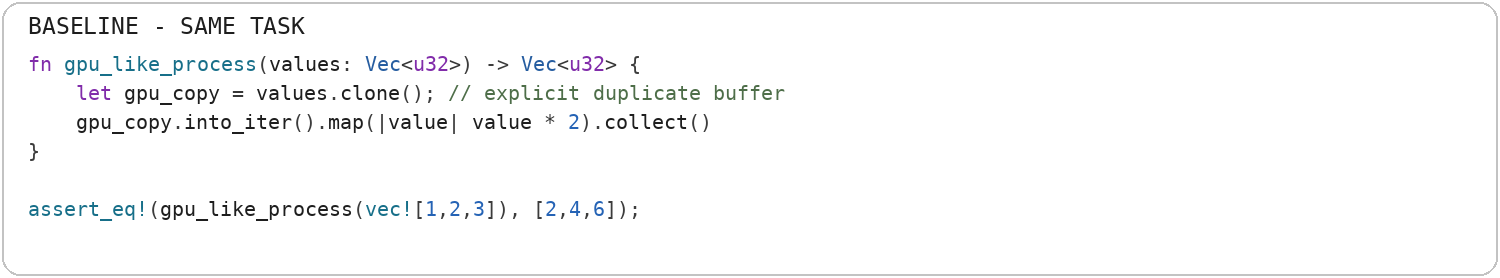 BASELINE - SAME TASK
fn gpu_like_process(values: Vec<u32>) -> Vec<u32> {
    let gpu_copy = values.clone(); // explicit duplicate buffer
    gpu_copy.into_iter().map(|value| value * 2).collect()
}
assert_eq!(gpu_like_process(vec![1,2,3]), [2,4,6]);